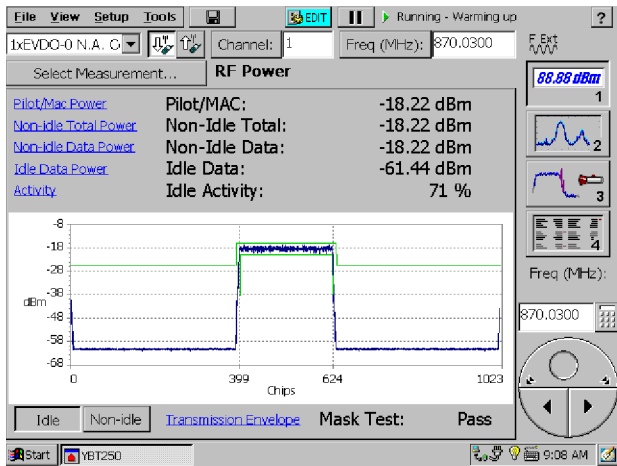 File View Setup Tools EDIT Running - Warming up ?
1xEVDO-0 N.A. C Channel: 1 Freq (MHz): 870.0300 F Ext
Select Measurement... RF Power
88.88 dBm
1
Pilot/Mac Power Pilot/MAC: -18.22 dBm
Non-idle Total Power Non-Idle Total: -18.22 dBm
Non-idle Data Power Non-Idle Data: -18.22 dBm
2
Idle Data Power Idle Data: -61.44 dBm
Activity Idle Activity: 71 %
3
-8
-18
4
-28
Freq (MHz):
-38
dBm
-48
870.0300
-58
-68
0 399 624 1023
Chips
Idle Non-idle Transmission Envelope Mask Test: Pass
Start YBT250 9:08 AM